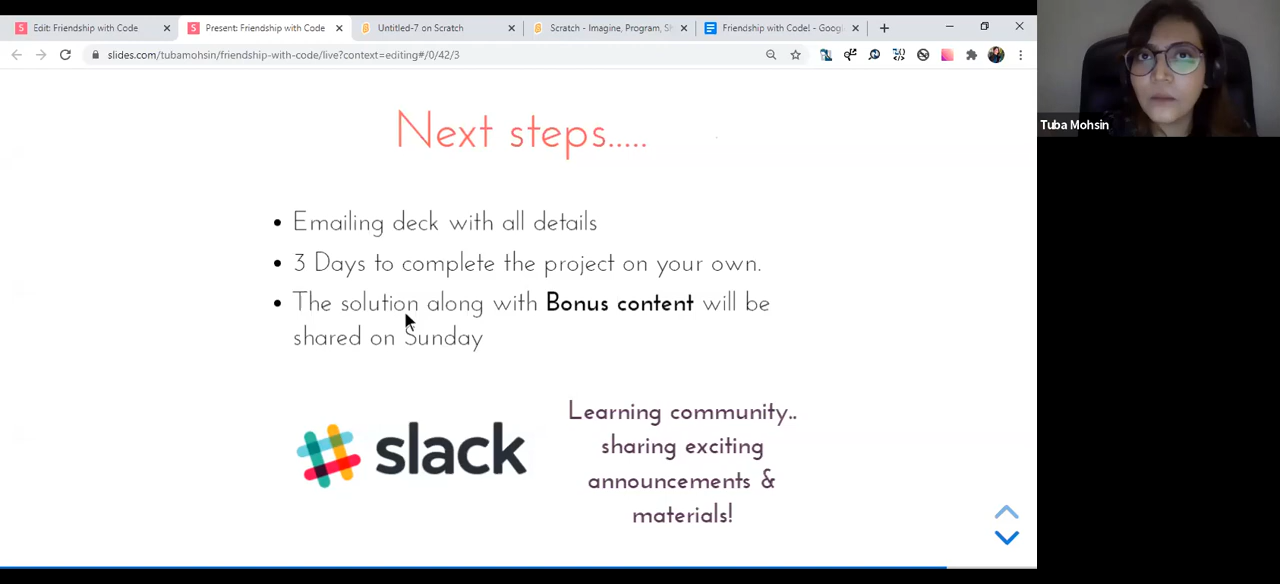 Edit: Friendship with Code
Present: Friendship with Code
Untitled-7 on Scratch
Scratch - Imagine, Program, Sh
Friendship with Code! - Goog
slides.com/tubamohsin/friendship-with-code/live?context=editing#/0/42/3
Tuba Mohsin
Next steps.....
• Emailing deck with all details
• 3 Days to complete the project on your own.
• The solution along with Bonus content will be
shared on Sunday
slack
Learning community..
sharing exciting
announcements &
materials!